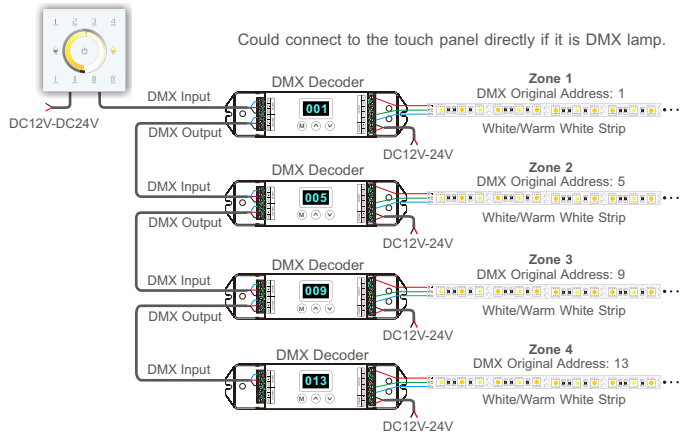 1 2 3 4
Could connect to the touch panel directly if it is DMX lamp.
DC12V-DC24V
DMX Decoder
DMX Input
DMX Output
001
M
Zone 1
DMX Original Address: 1
White/Warm White Strip
DC12V-24V
DMX Decoder
DMX Input
DMX Output
005
M
Zone 2
DMX Original Address: 5
White/Warm White Strip
DC12V-24V
DMX Decoder
DMX Input
DMX Output
009
M
Zone 3
DMX Original Address: 9
White/Warm White Strip
DC12V-24V
DMX Decoder
DMX Input
013
M
Zone 4
DMX Original Address: 13
White/Warm White Strip
DC12V-24V